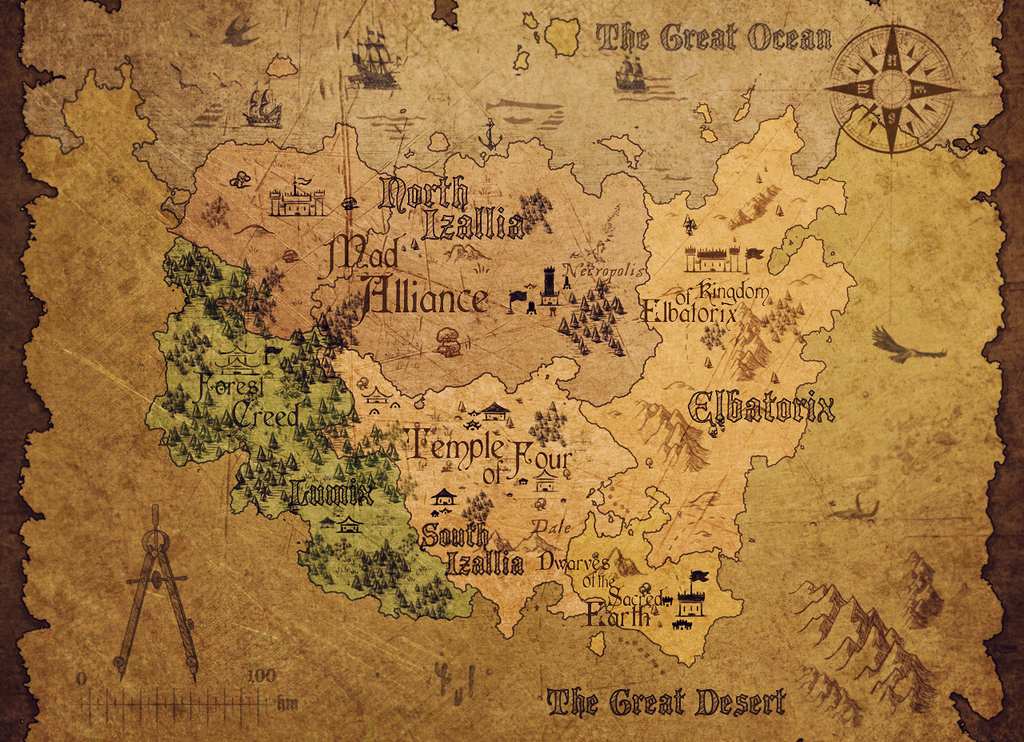 The Great Ocean
N
E
S
North
Izallia
Mad
Alliance
Necropolis
of Kingdom
Elbatorix
Elbatorix
Forest
Creed
Temple
of Four
Lumix
South
Izallia
Dale
Dwarves
of the
Sacred
Earth
0
100
km
The Great Desert